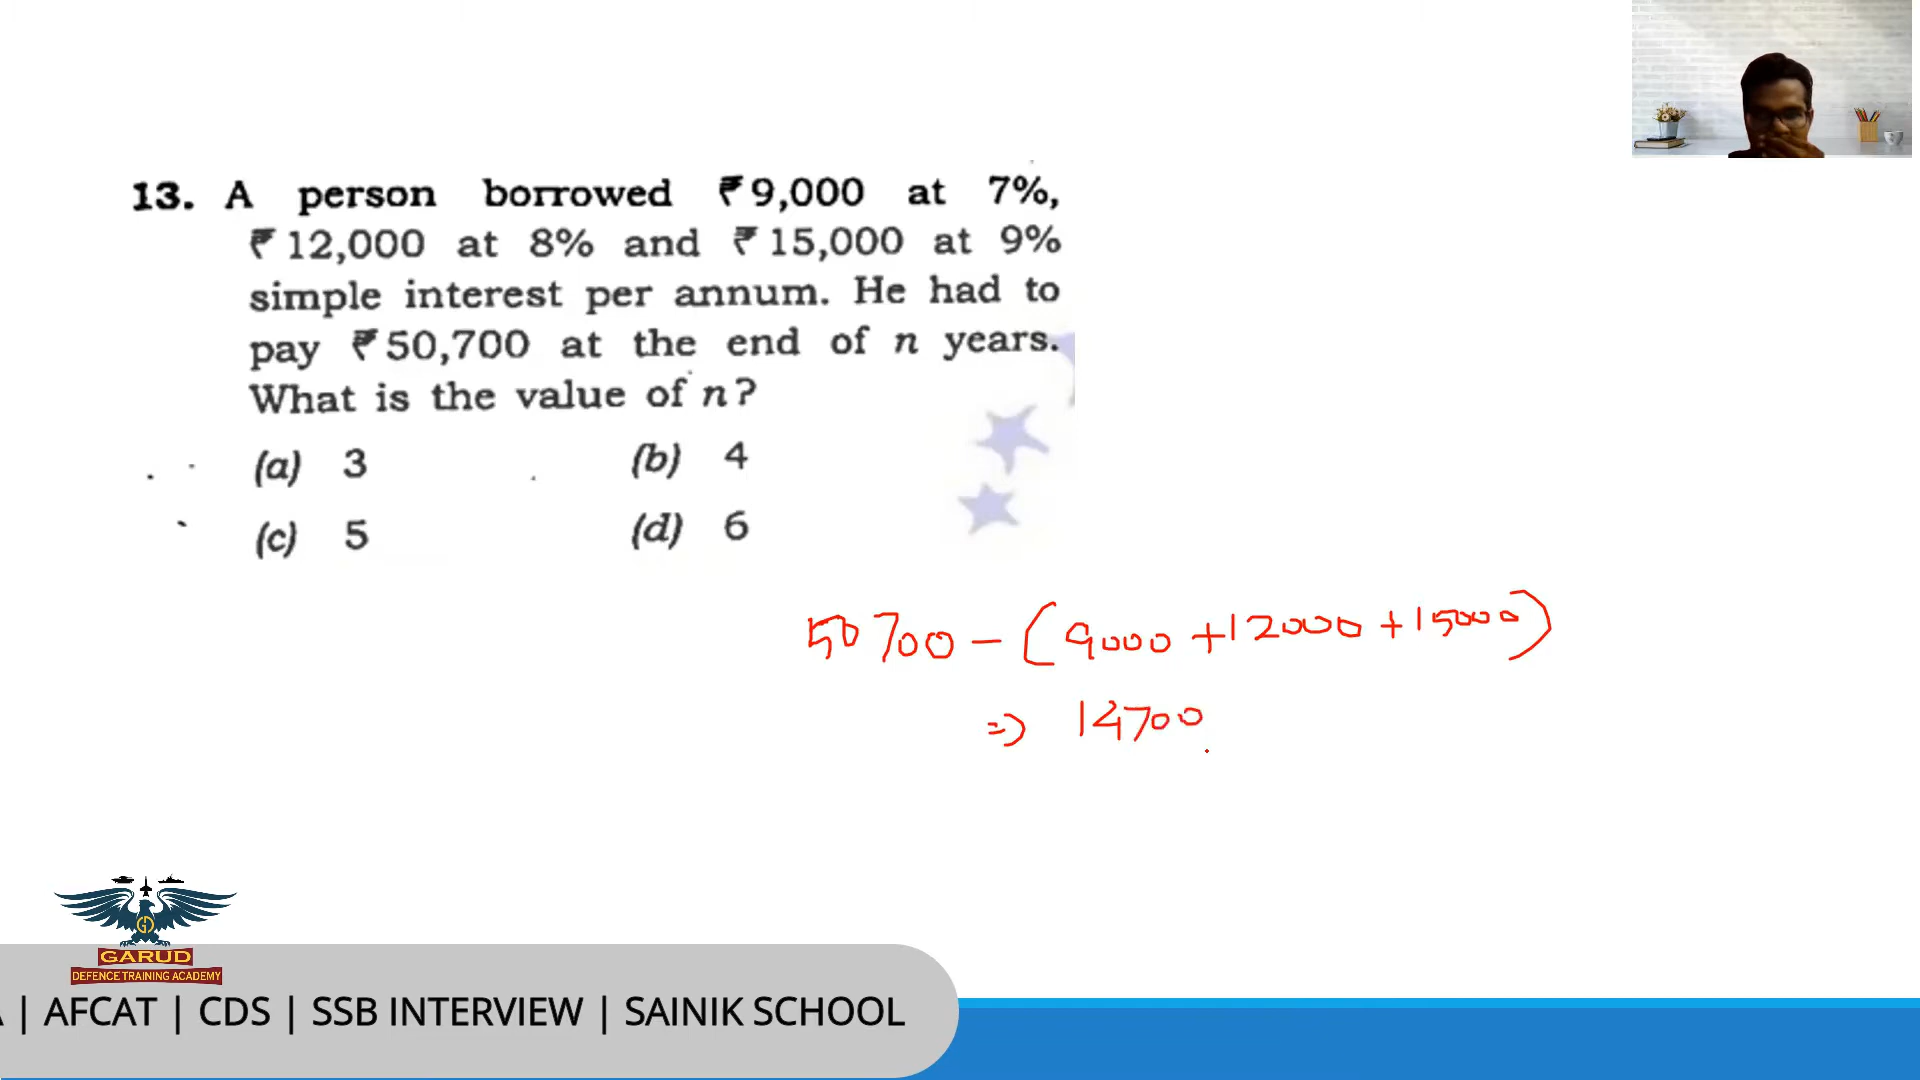 13. A person borrowed ₹9,000 at 7%,
₹12,000 at 8% and ₹15,000 at 9%
simple interest per annum. He had to
pay ₹50,700 at the end of n years.
What is the value of n?
(a) 3 (b) 4
(c) 5 (d) 6
50700 - (9000 +12000 +15000)
=> 14700
GARUD
DEFENCE TRAINING ACADEMY
| AFCAT | CDS | SSB INTERVIEW | SAINIK SCHOOL